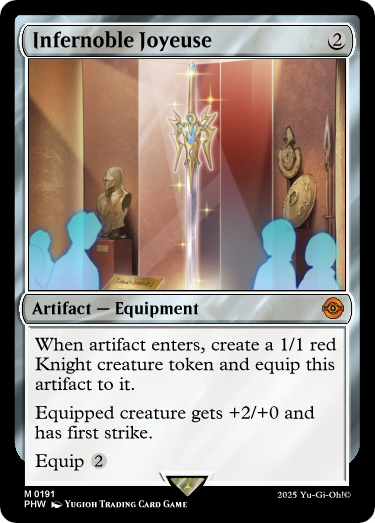 Infernoble Joyeuse 2
Artifact — Equipment
When artifact enters, create a 1/1 red
Knight creature token and equip this
artifact to it.
Equipped creature gets +2/+0 and
has first strike.
Equip 2
M 0191
PHW Yugioh Trading Card Game
2025 Yu-Gi-Oh!©